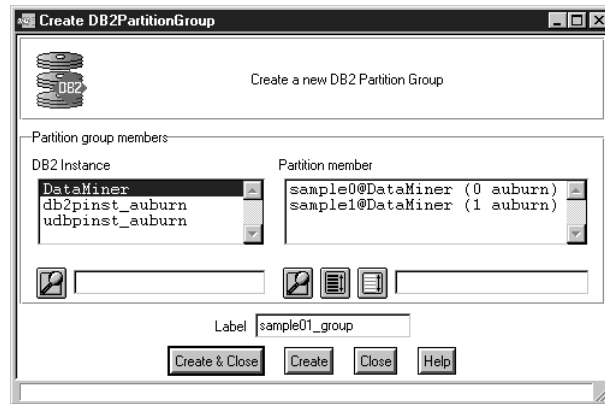 Create DB2PartitionGroup
DB2
Create a new DB2 Partition Group
Partition group members
DB2 Instance
Partition member
DataMiner
db2pinst_auburn
udbpinst_auburn
sample0@DataMiner (0 auburn)
sample1@DataMiner (1 auburn)
Label sample01_group
Create & Close Create Close Help